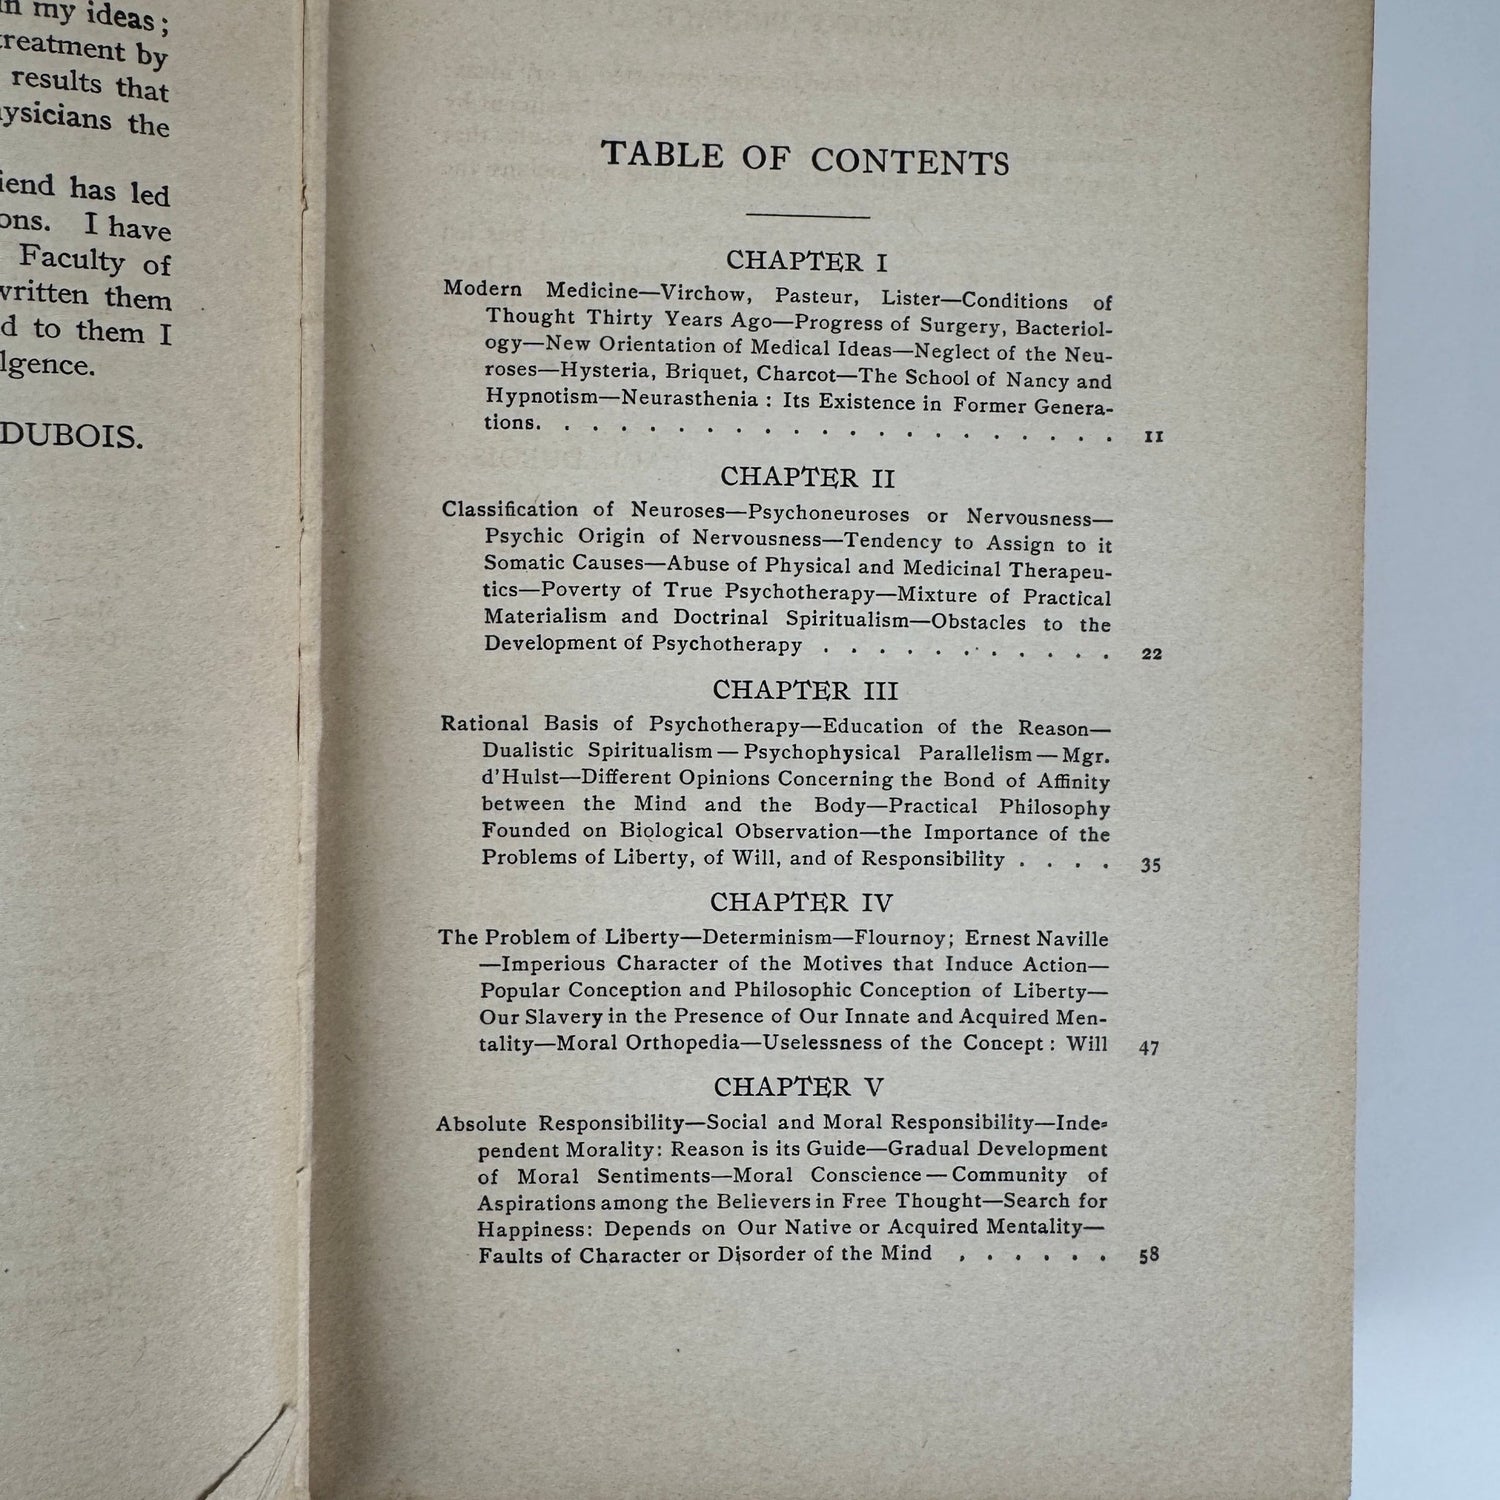 in my ideas;
treatment by
results that
physicians the
friend has led
I have
Faculty of
written them
d to them I
DUBOIS.
TABLE OF CONTENTS
CHAPTER I
Modern Medicine—Virchow, Pasteur, Lister—Conditions of
Thought Thirty Years Ago—Progress of Surgery, Bacteriol-
ogy—New Orientation of Medical Ideas—Neglect of the Neu-
roses—Hysteria, Briquet, Charcot—The School of Nancy and
Hypnotism—Neurasthenia: Its Existence in Former Genera-
tions. . . . . . . . . . . . . . . . . . . . . 11
CHAPTER II
Classification of Neuroses—Psychoneuroses or Nervousness—
Psychic Origin of Nervousness—Tendency to Assign to it
Somatic Causes—Abuse of Physical and Medicinal Therapeu-
tics—Poverty of True Psychotherapy—Mixture of Practical
Materialism and Doctrinal Spiritualism—Obstacles to the
Development of Psychotherapy . . . . . . . . . . . 22
CHAPTER III
Rational Basis of Psychotherapy—Education of the Reason—
Dualistic Spiritualism—Psychophysical Parallelism—Mgr.
d'Hulst—Different Opinions Concerning the Bond of Affinity
between the Mind and the Body—Practical Philosophy
Founded on Biological Observation—the Importance of the
Problems of Liberty, of Will, and of Responsibility . . . . 35
CHAPTER IV
The Problem of Liberty—Determinism—Flournoy; Ernest Naville
—Imperious Character of the Motives that Induce Action—
Popular Conception and Philosophic Conception of Liberty—
Our Slavery in the Presence of Our Innate and Acquired Men-
tality—Moral Orthopedia—Uselessness of the Concept: Will 47
CHAPTER V
Absolute Responsibility—Social and Moral Responsibility—Inde-
pendent Morality: Reason is its Guide—Gradual Development
of Moral Sentiments—Moral Conscience—Community of
Aspirations among the Believers in Free Thought—Search for
Happiness: Depends on Our Native or Acquired Mentality—
Faults of Character or Disorder of the Mind . . . . . . 58